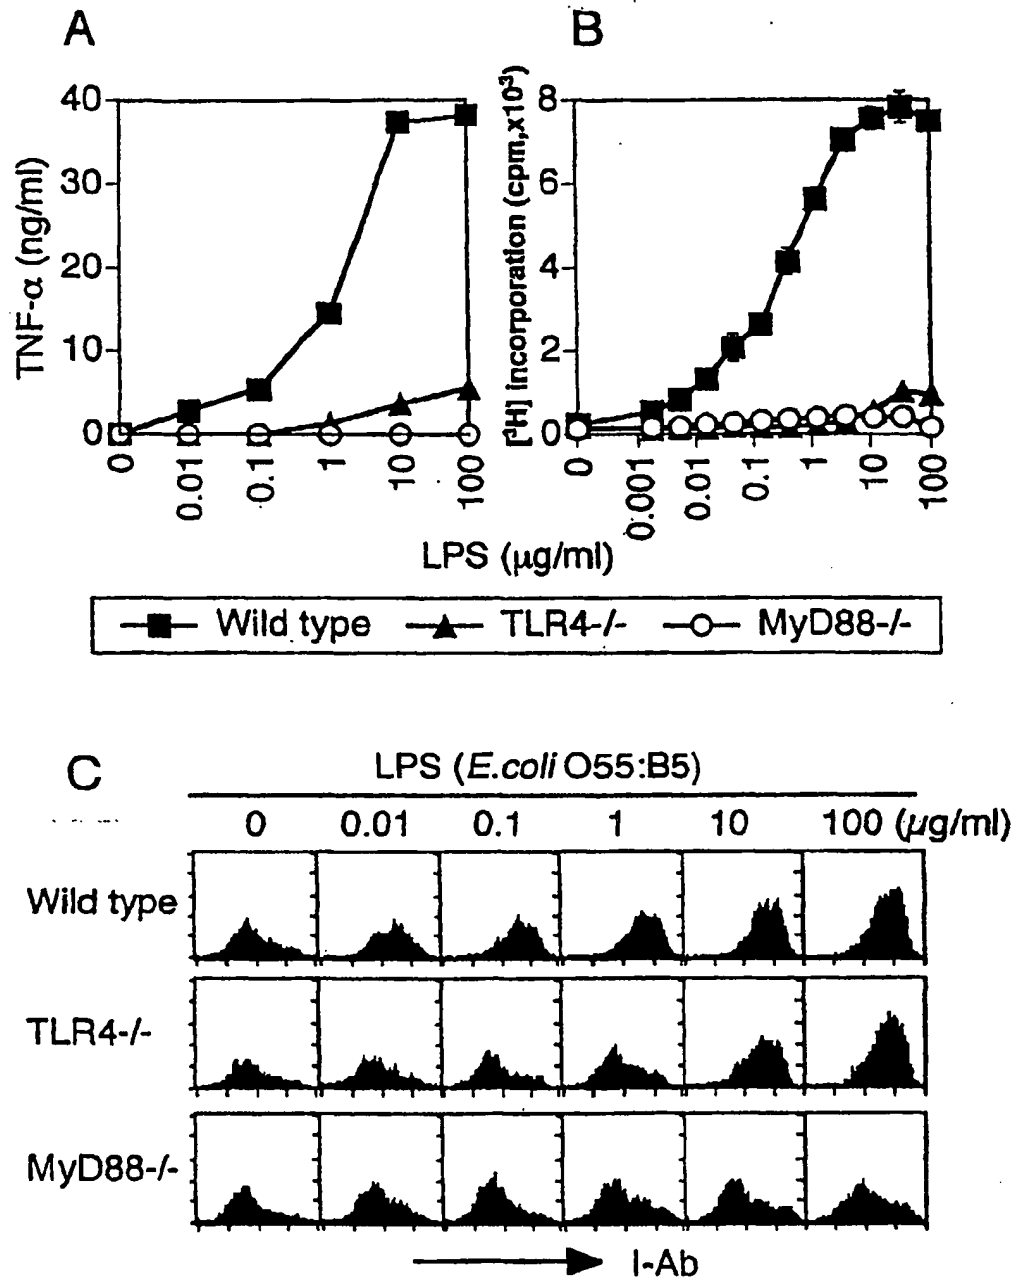 A
B
TNF-α (ng/ml)
40
30
20
10
0
0
0.01
0.1
1
10
100
[³H] incorporation (cpm,x10³)
8
6
4
2
0
0
0.001
0.01
0.1
1
10
100
LPS (µg/ml)
Wild type TLR4-/- MyD88-/-
C
LPS (E.coli O55:B5)
0 0.01 0.1 1 10 100 (µg/ml)
Wild type
TLR4-/-
MyD88-/-
I-Ab